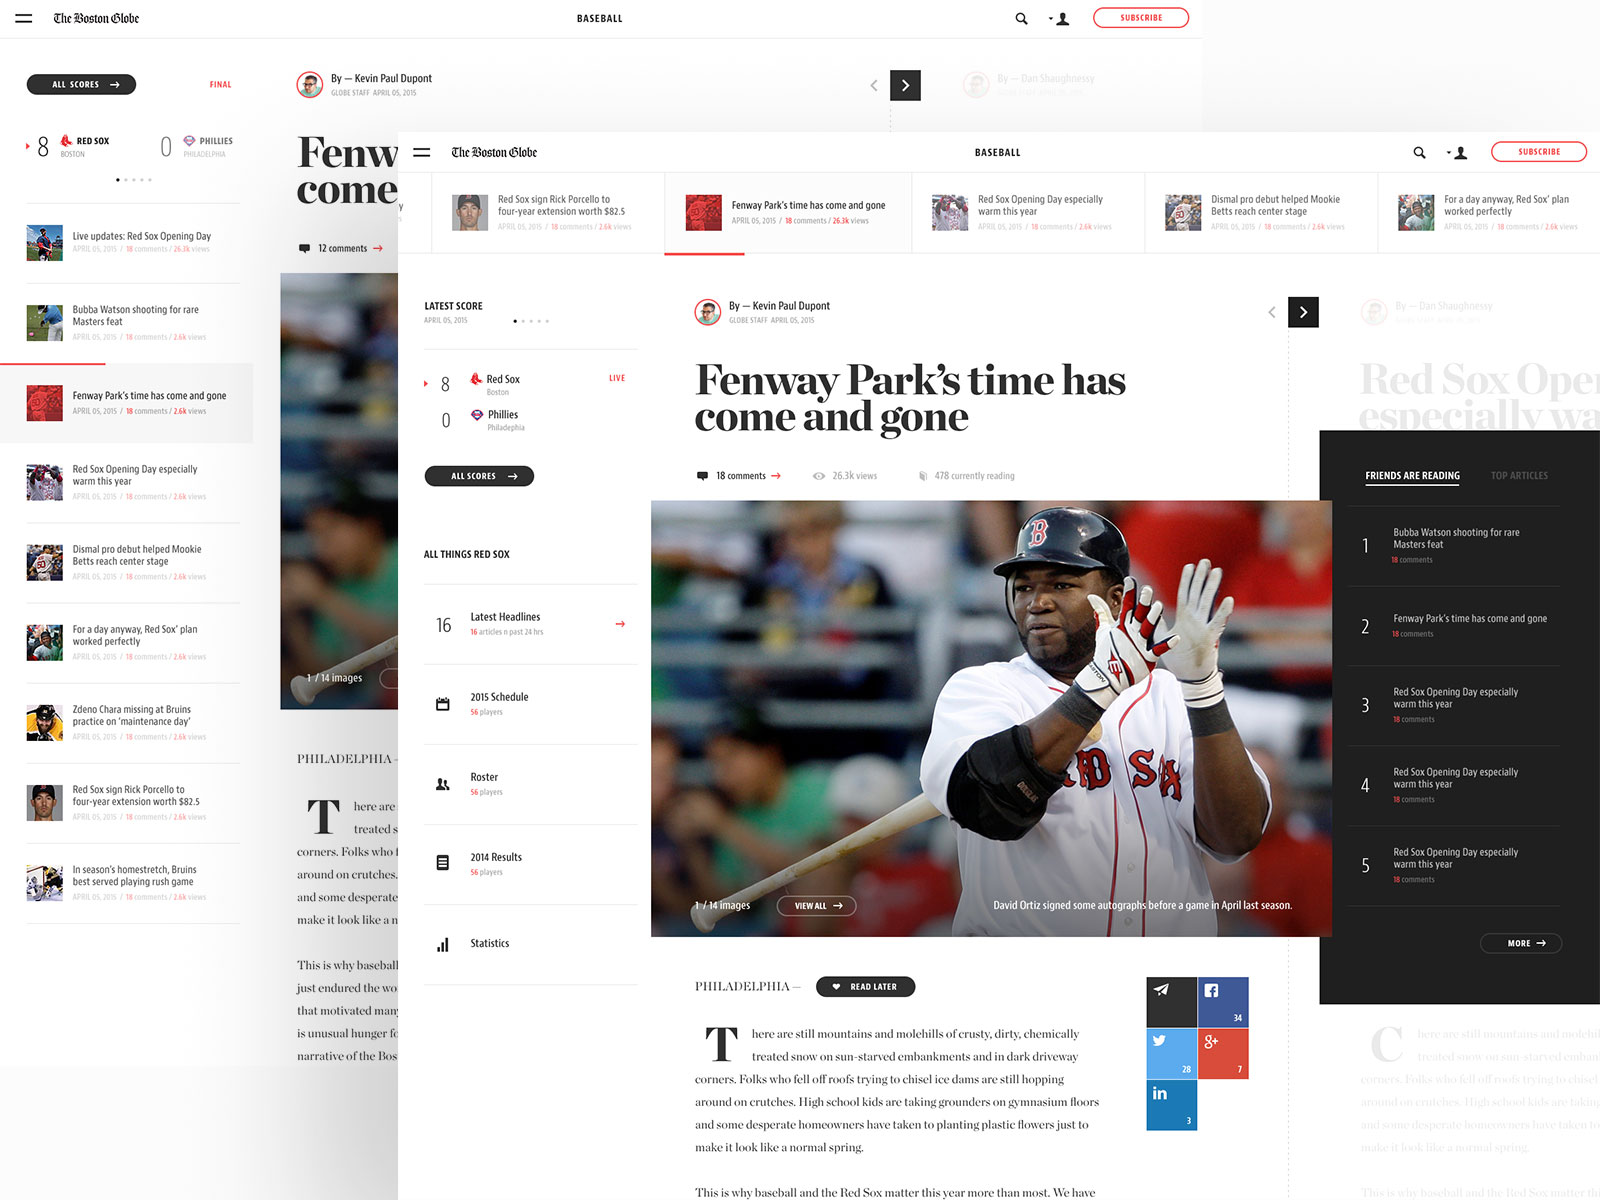 The Boston Globe
BASEBALL
SUBSCRIBE
ALL SCORES
FINAL
8
RED SOX
BOSTON
0
PHILLIES
PHILADELPHIA
Live updates: Red Sox Opening Day
APRIL 05, 2015 / 18 comments / 26.3k views
Bubba Watson shooting for rare
Masters feat
APRIL 05, 2015 / 18 comments / 2.6k views
Fenway Park's time has come and gone
APRIL 05, 2015 / 18 comments / 2.6k views
Red Sox Opening Day especially
warm this year
APRIL 05, 2015 / 18 comments / 2.6k views
Dismal pro debut helped Mookie
Betts reach center stage
APRIL 05, 2015 / 18 comments / 2.6k views
For a day anyway, Red Sox' plan
worked perfectly
APRIL 05, 2015 / 18 comments / 2.6k views
Zdeno Chara missing at Bruins
practice on 'maintenance day'
APRIL 05, 2015 / 18 comments / 2.6k views
Red Sox sign Rick Porcello to
four-year extension worth $82.5
APRIL 05, 2015 / 18 comments / 2.6k views
In season's homestretch, Bruins
best served playing rush game
APRIL 05, 2015 / 18 comments / 2.6k views
By — Kevin Paul Dupont
GLOBE STAFF APRIL 05, 2015
By — Dan Shaughnessy
GLOBE STAFF APRIL 05, 2015
Fenw
come
12 comments
1 / 14 images
PHILADELPHIA —
There are
treated s
corners. Folks who f
around on crutches.
and some desperate
make it look like a n
This is why baseball
just endured the wo
that motivated many
is unusual hunger fo
narrative of the Bos
The Boston Globe
BASEBALL
SUBSCRIBE
Red Sox sign Rick Porcello to
four-year extension worth $82.5
APRIL 05, 2015 / 18 comments / 2.6k views
Fenway Park's time has come and gone
APRIL 05, 2015 / 18 comments / 26.3k views
Red Sox Opening Day especially
warm this year
APRIL 05, 2015 / 18 comments / 2.6k views
Dismal pro debut helped Mookie
Betts reach center stage
APRIL 05, 2015 / 18 comments / 2.6k views
For a day anyway, Red Sox' plan
worked perfectly
APRIL 05, 2015 / 18 comments / 2.6k views
LATEST SCORE
APRIL 05, 2015
8
Red Sox
Boston
LIVE
0
Phillies
Philadephia
ALL SCORES
ALL THINGS RED SOX
16
Latest Headlines
16 articles n past 24 hrs
2015 Schedule
56 players
Roster
56 players
2014 Results
56 players
Statistics
By — Kevin Paul Dupont
GLOBE STAFF APRIL 05, 2015
Fenway Park's time has
come and gone
18 comments
26.3k views
478 currently reading
B
RED SOX
1 / 14 images
VIEW ALL
David Ortiz signed some autographs before a game in April last season.
PHILADELPHIA —
READ LATER
There are still mountains and molehills of crusty, dirty, chemically
treated snow on sun-starved embankments and in dark driveway
corners. Folks who fell off roofs trying to chisel ice dams are still hopping
around on crutches. High school kids are taking grounders on gymnasium floors
and some desperate homeowners have taken to planting plastic flowers just to
make it look like a normal spring.
This is why baseball and the Red Sox matter this year more than most. We have
34
28
g+
7
in
3
By — Dan Shaughnessy
Red Sox Oper
especially wa
FRIENDS ARE READING
TOP ARTICLES
1
Bubba Watson shooting for rare
Masters feat
18 comments
2
Fenway Park's time has come and gone
18 comments
3
Red Sox Opening Day especially
warm this year
18 comments
4
Red Sox Opening Day especially
warm this year
18 comments
5
Red Sox Opening Day especially
warm this year
18 comments
MORE
C
here are still mountains and molehil
treated snow on sun-starved emban
corners. Folks who fell off roofs trying to chisel
around on crutches. High school kids are taking
and some desperate homeowners have taken to
make it look like a normal spring.
This is why baseball and the Red Sox matter thi